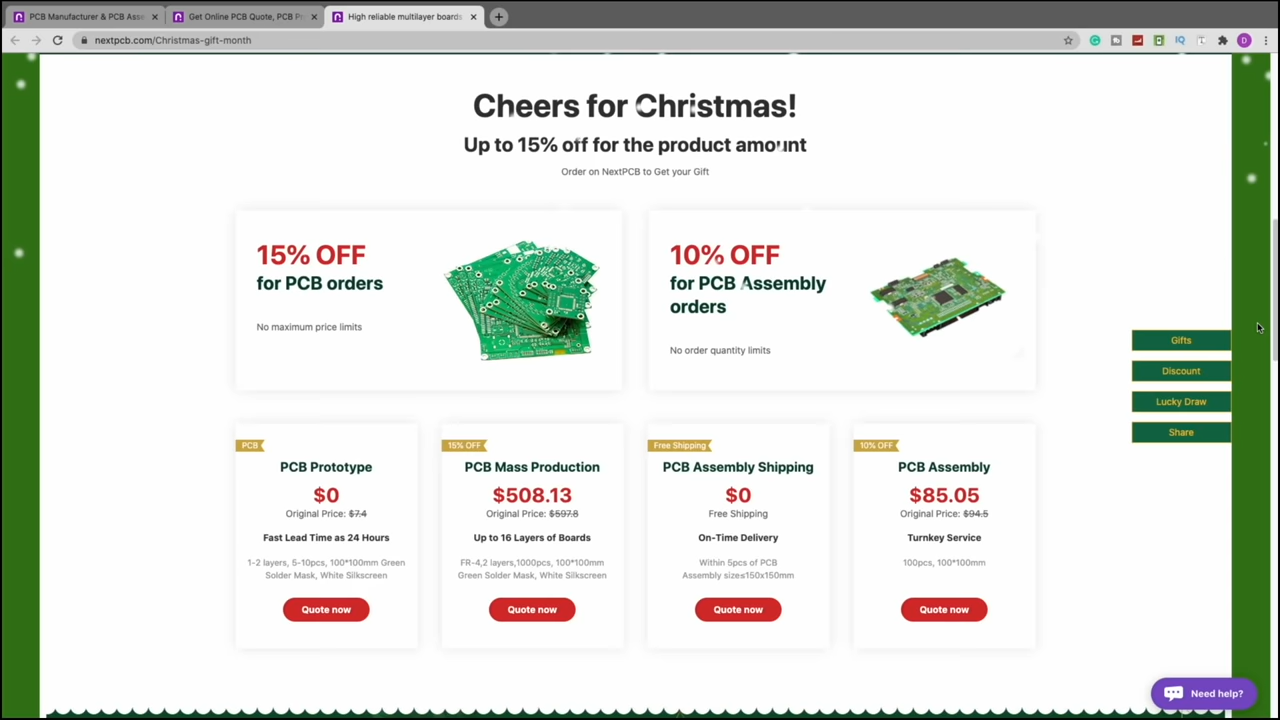 PCB Manufacturer & PCB Asse
Get Online PCB Quote, PCB P
High reliable multilayer boards
nextpcb.com/Christmas-gift-month
Cheers for Christmas!
Up to 15% off for the product amount
Order on NextPCB to Get your Gift
15% OFF
for PCB orders
No maximum price limits
10% OFF
for PCB Assembly
orders
No order quantity limits
Gifts
Discount
Lucky Draw
Share
PCB
PCB Prototype
$0
Original Price: $7.4
Fast Lead Time as 24 Hours
1-2 layers, 5-10pcs, 100*100mm Green
Solder Mask, White Silkscreen
Quote now
15% OFF
PCB Mass Production
$508.13
Original Price: $597.8
Up to 16 Layers of Boards
FR-4,2 layers,1000pcs, 100*100mm
Green Solder Mask, White Silkscreen
Quote now
Free Shipping
PCB Assembly Shipping
$0
Free Shipping
On-Time Delivery
Within 5pcs of PCB
Assembly sizes150x150mm
Quote now
10% OFF
PCB Assembly
$85.05
Original Price: $94.5
Turnkey Service
100pcs, 100*100mm
Quote now
Need help?